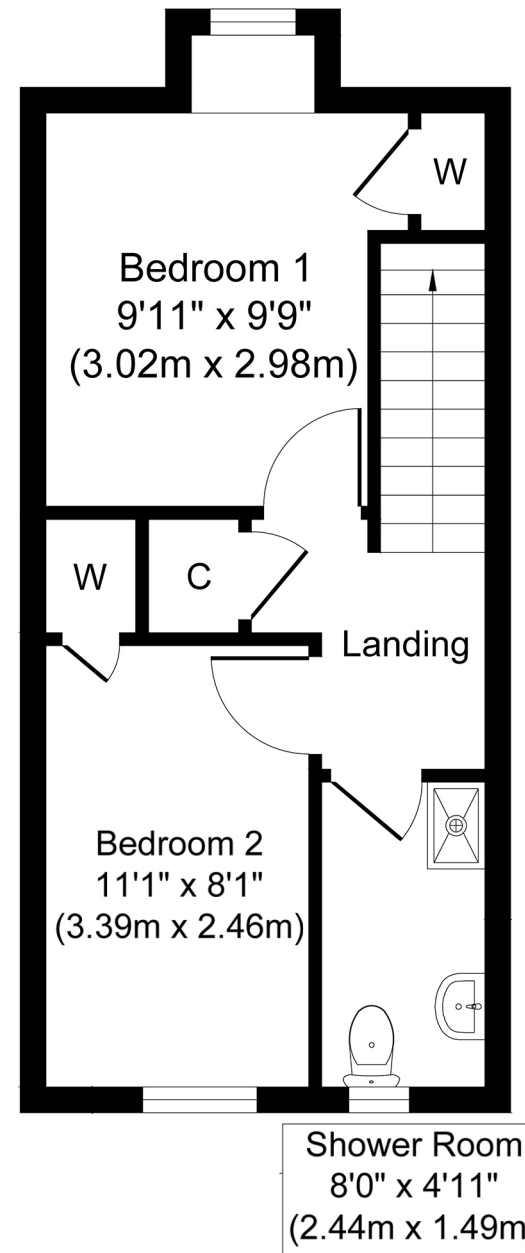 W
Bedroom 1
9'11" x 9'9"
(3.02m x 2.98m)
W
C
Landing
Bedroom 2
11'1" x 8'1"
(3.39m x 2.46m)
Shower Room
8'0" x 4'11"
(2.44m x 1.49m